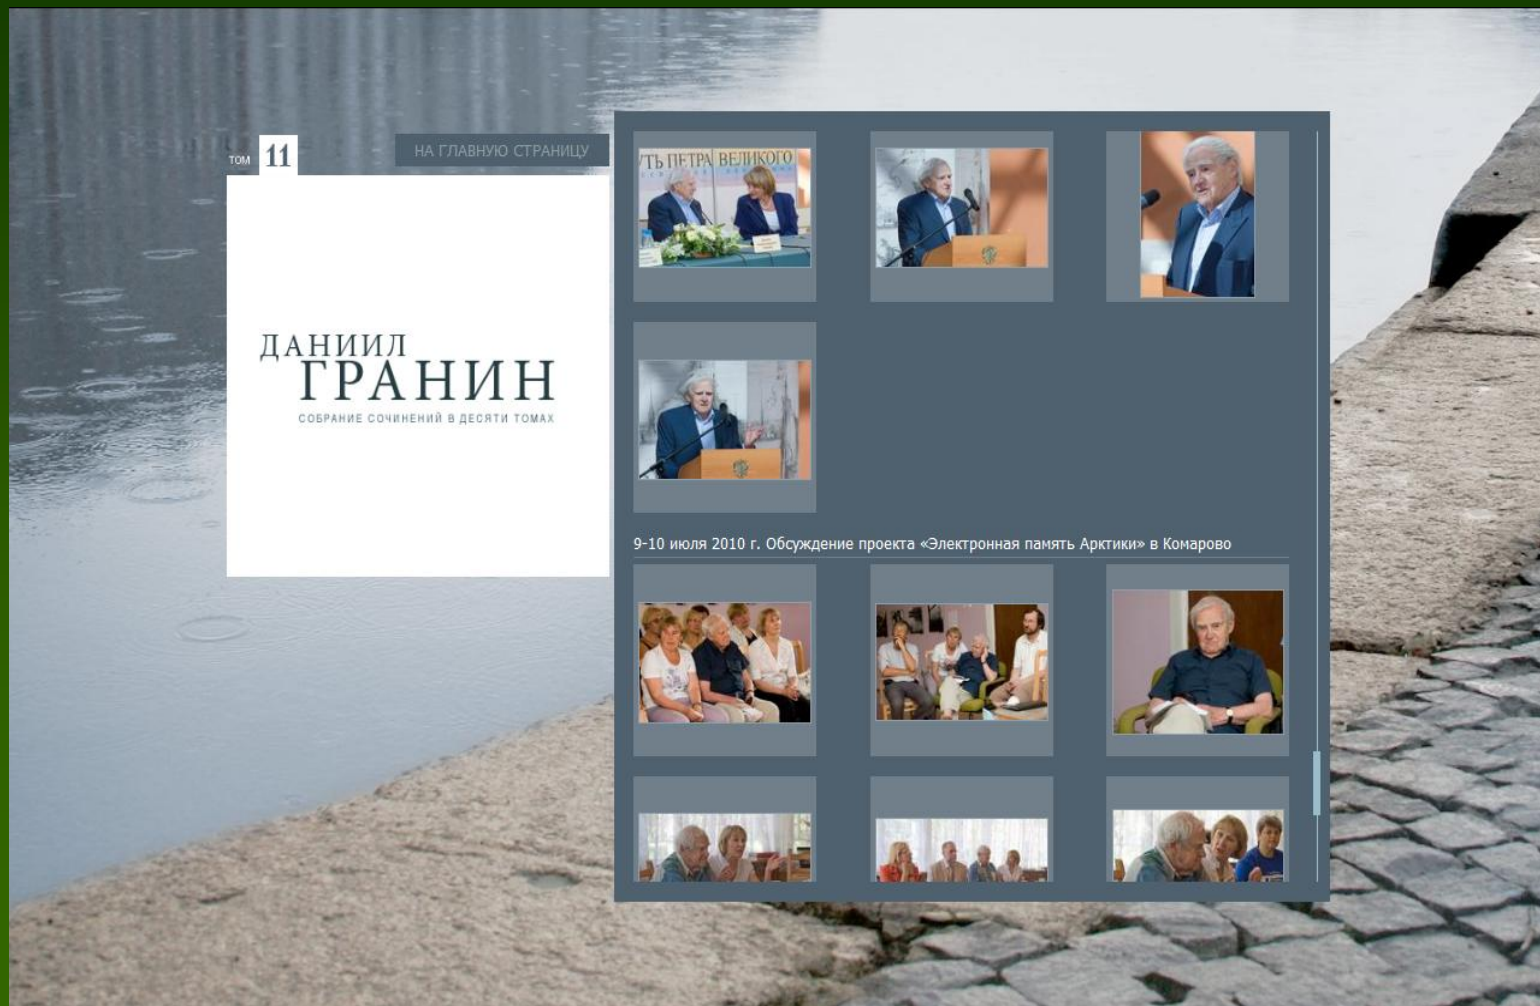 ТОМ 11
НА ГЛАВНУЮ СТРАНИЦУ
ДАНИИЛ
ГРАНИН
СОБРАНИЕ СОЧИНЕНИЙ В ДЕСЯТИ ТОМАХ
ПЕТРА ВЕЛИКОГО
9-10 июля 2010 г. Обсуждение проекта «Электронная память Арктики» в Комарово